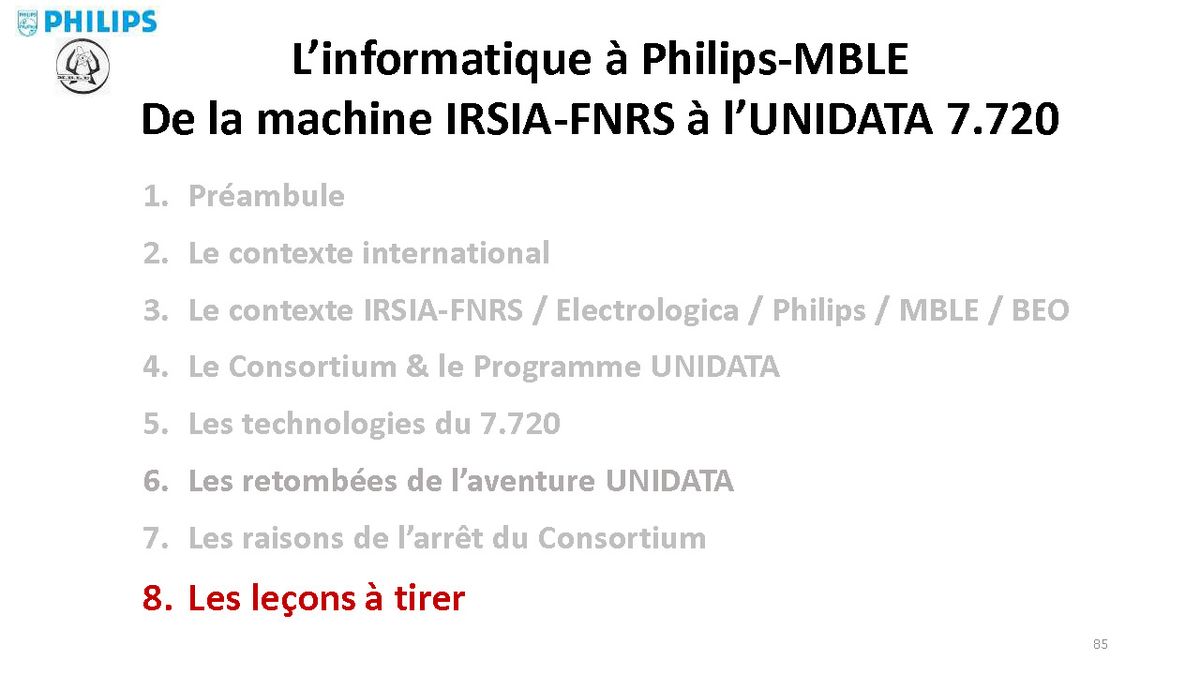 PHILIPS
L’informatique à Philips-MBLE
De la machine IRSIA-FNRS à l’UNIDATA 7.720
1. Préambule
2. Le contexte international
3. Le contexte IRSIA-FNRS / Electrologica / Philips / MBLE / BEO
4. Le Consortium & le Programme UNIDATA
5. Les technologies du 7.720
6. Les retombées de l’aventure UNIDATA
7. Les raisons de l’arrêt du Consortium
8. Les leçons à tirer
85